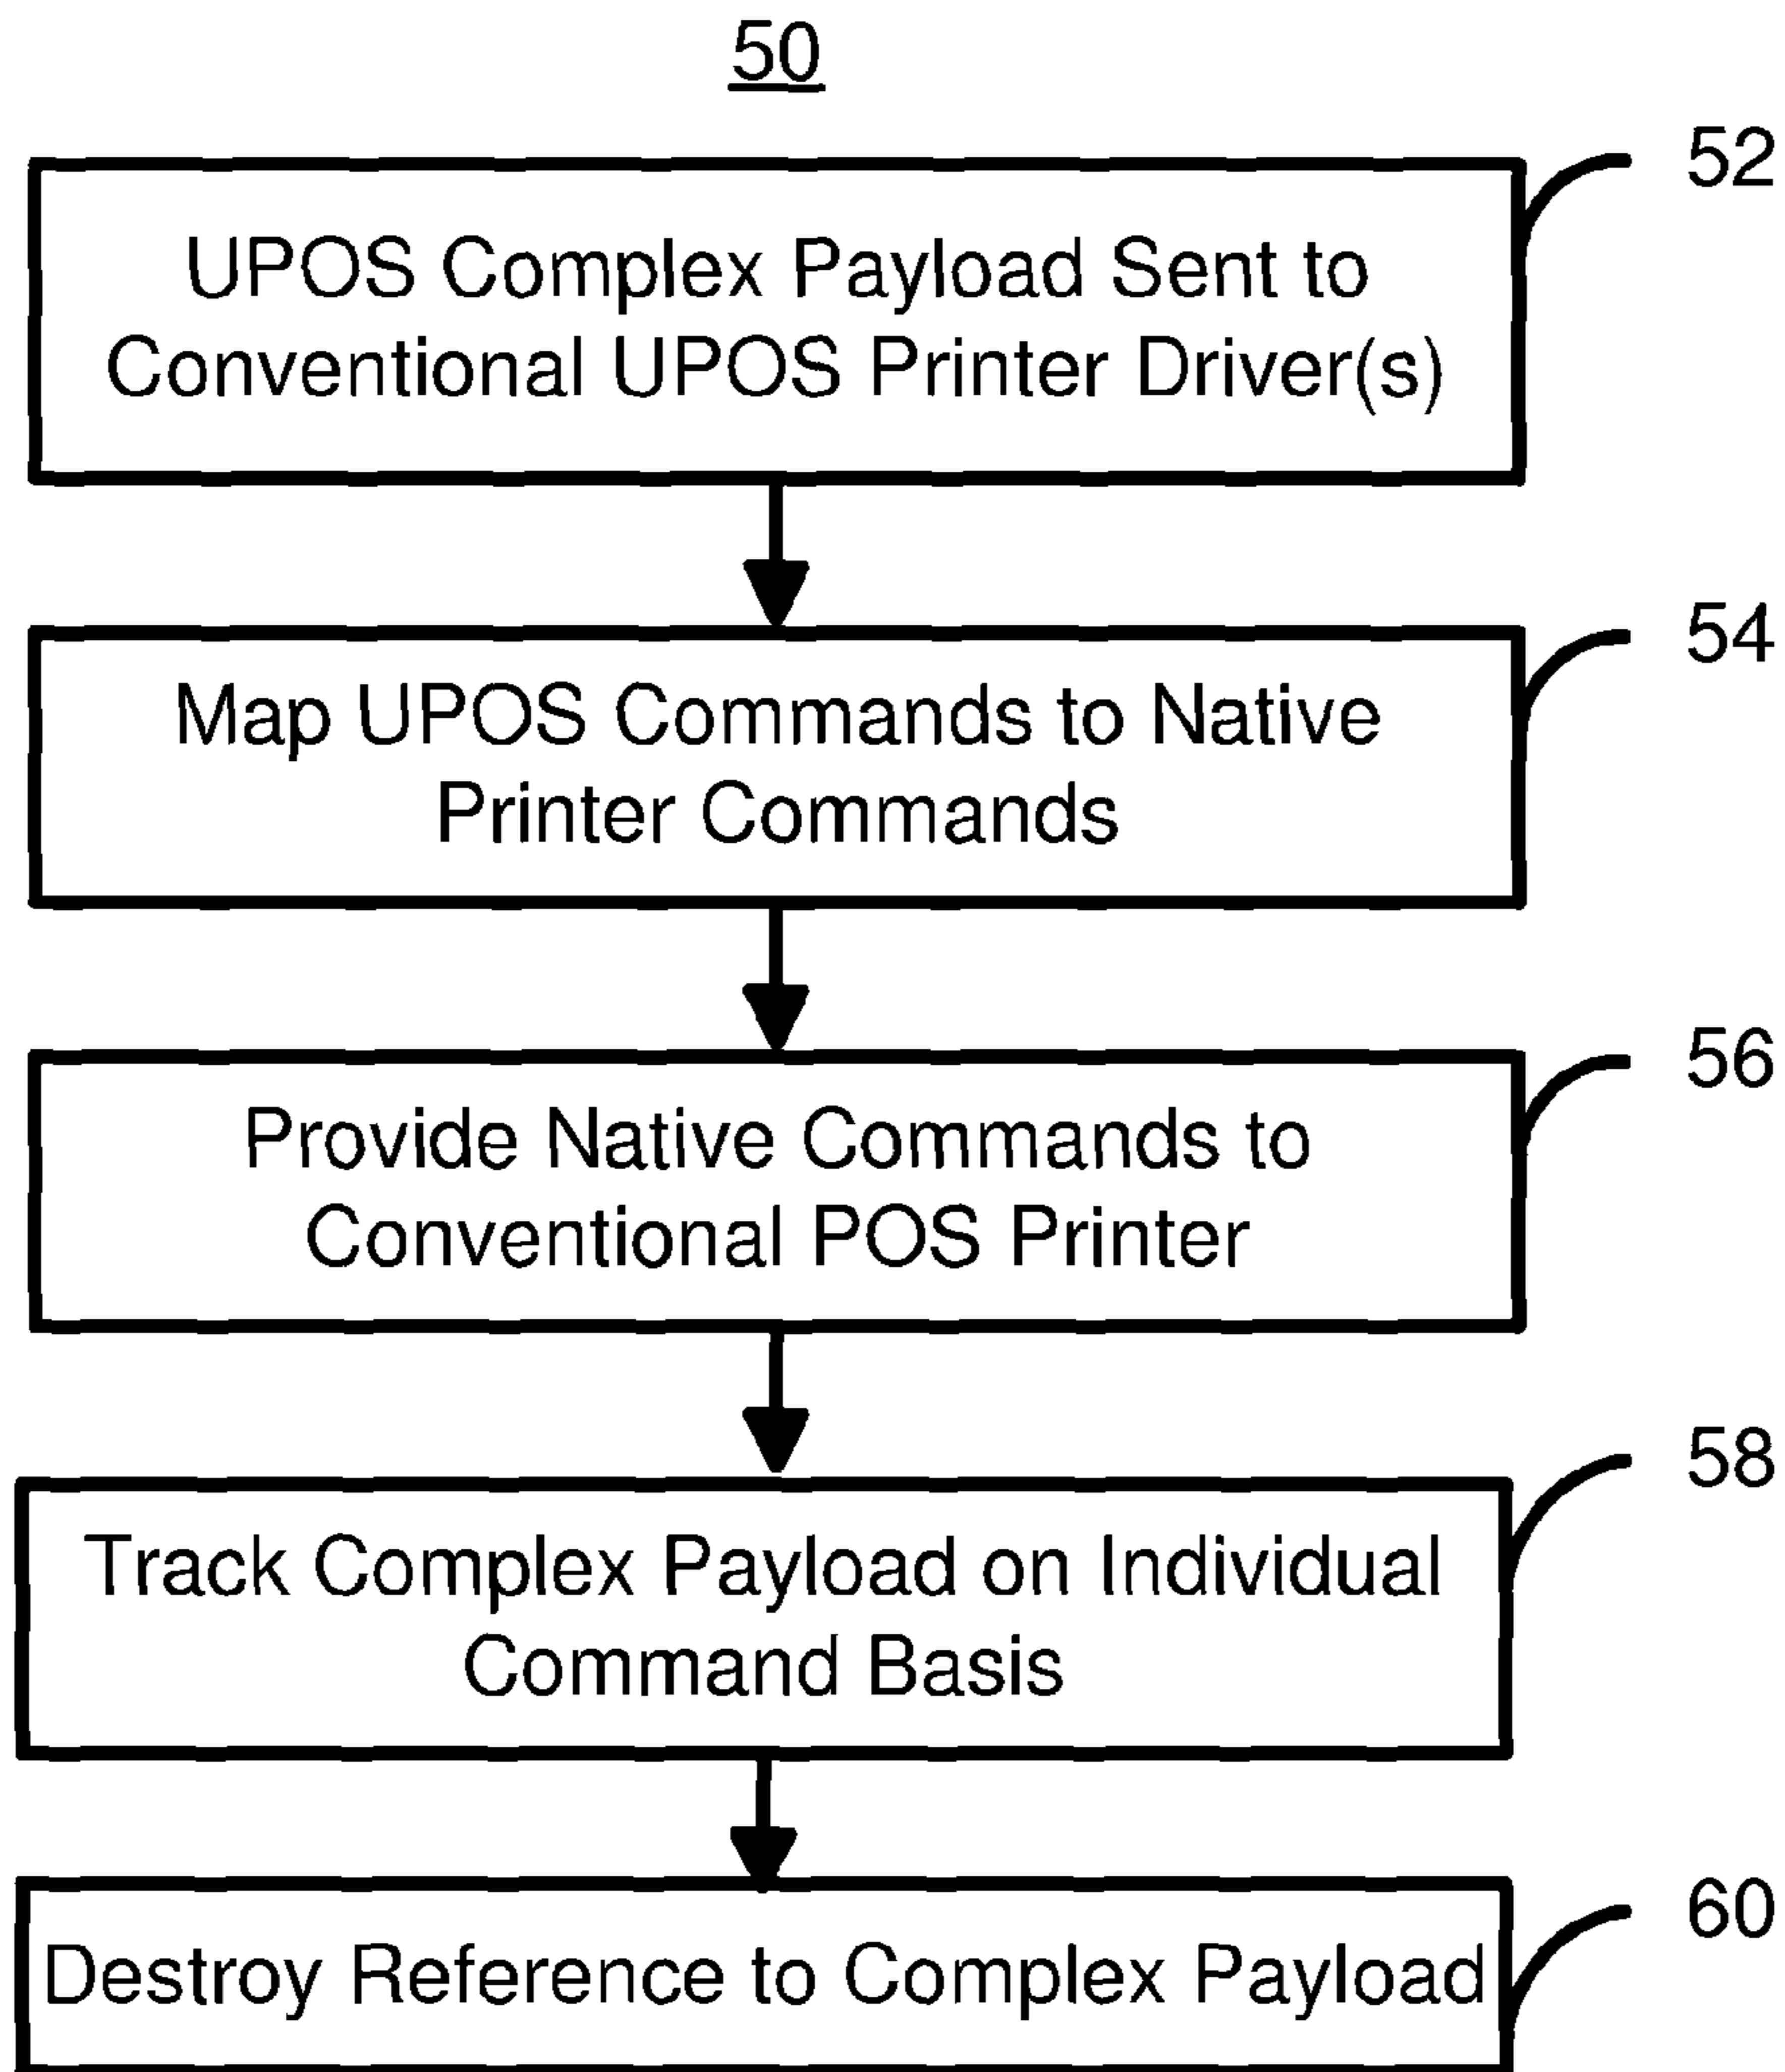 50
52
UPOS Complex Payload Sent to
Conventional UPOS Printer Driver(s)
54
Map UPOS Commands to Native
Printer Commands
56
Provide Native Commands to
Conventional POS Printer
58
Track Complex Payload on Individual
Command Basis
60
Destroy Reference to Complex Payload